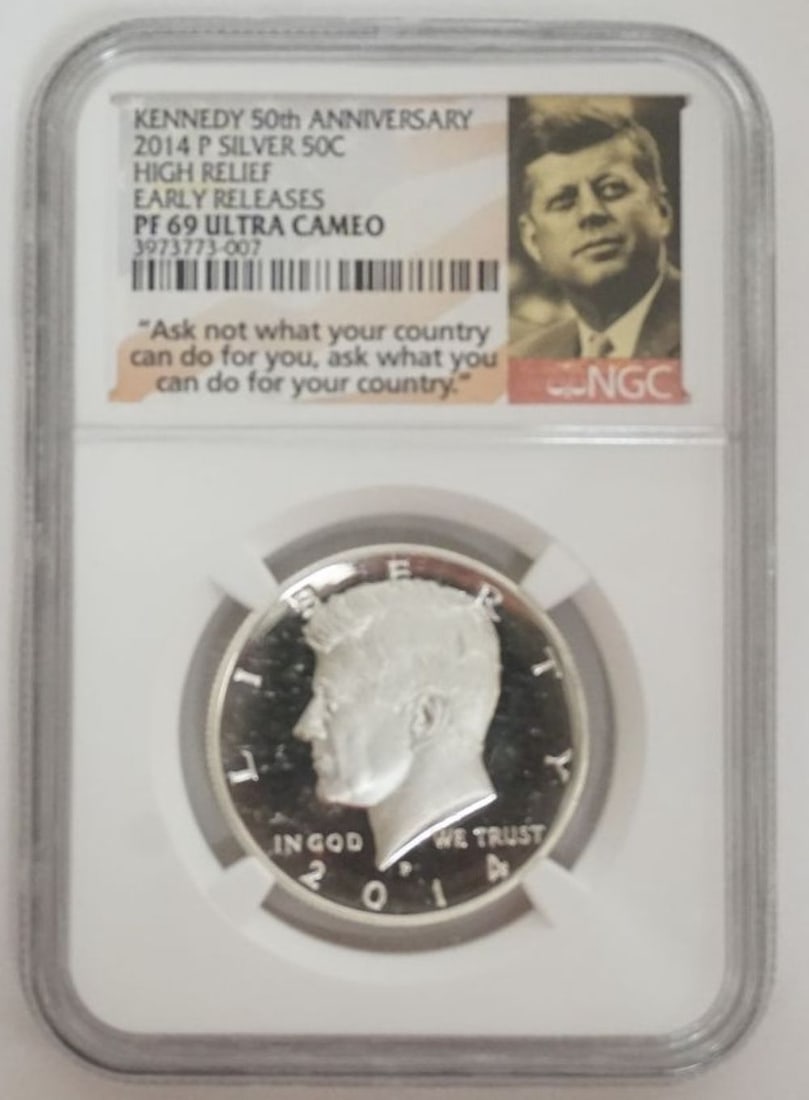 KENNEDY 50th ANNIVERSARY
2014 P SILVER 50C
HIGH RELIEF
EARLY RELEASES
PF 69 ULTRA CAMEO
3973773-007
"Ask not what your country
can do for you, ask what you
can do for your country."
NGC
LIBERTY
IN GOD WE TRUST
P
2014